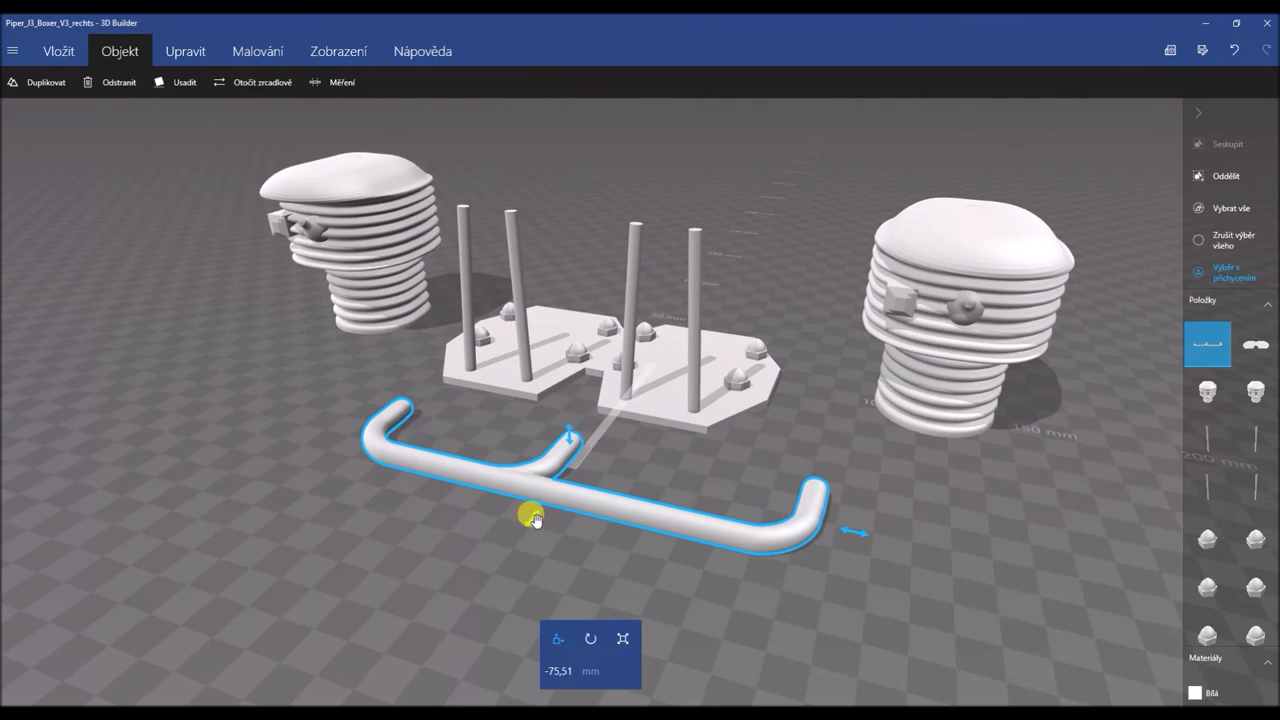 Piper_J3_Boxer_V3_rechts - 3D Builder
Vložit
Objekt
Upravit
Malování
Zobrazení
Nápověda
Duplikovat
Odstranit
Usadit
Otočit zrcadlově
Měření
Seskupit
Oddělit
Vybrat vše
Zrušit výběr
všeho
Výběr s
přichycením
Položky
150 mm
200 mm
-75,51 mm
Materiály
Bílá